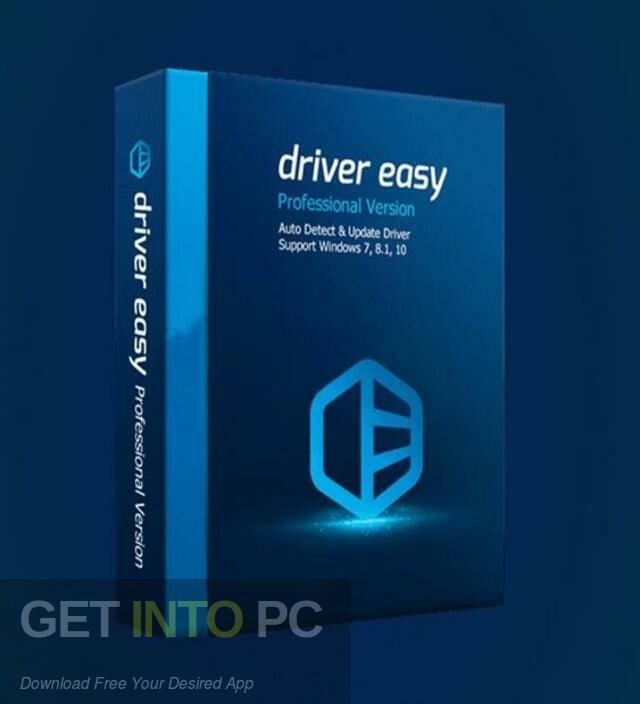 driver easy
Professional Version
Auto Detect & Update Driver
Support Windows 7, 8.1, 10
driver easy Professional Version
GET INTO PC
Download Free Your Desired App